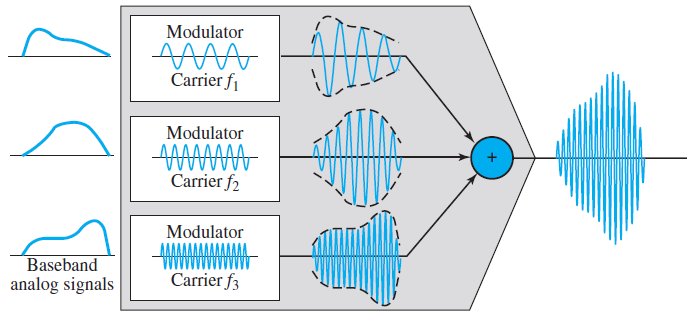 Modulator
Carrier f1
Modulator
Carrier f2
+
Modulator
Carrier f3
Baseband
analog signals